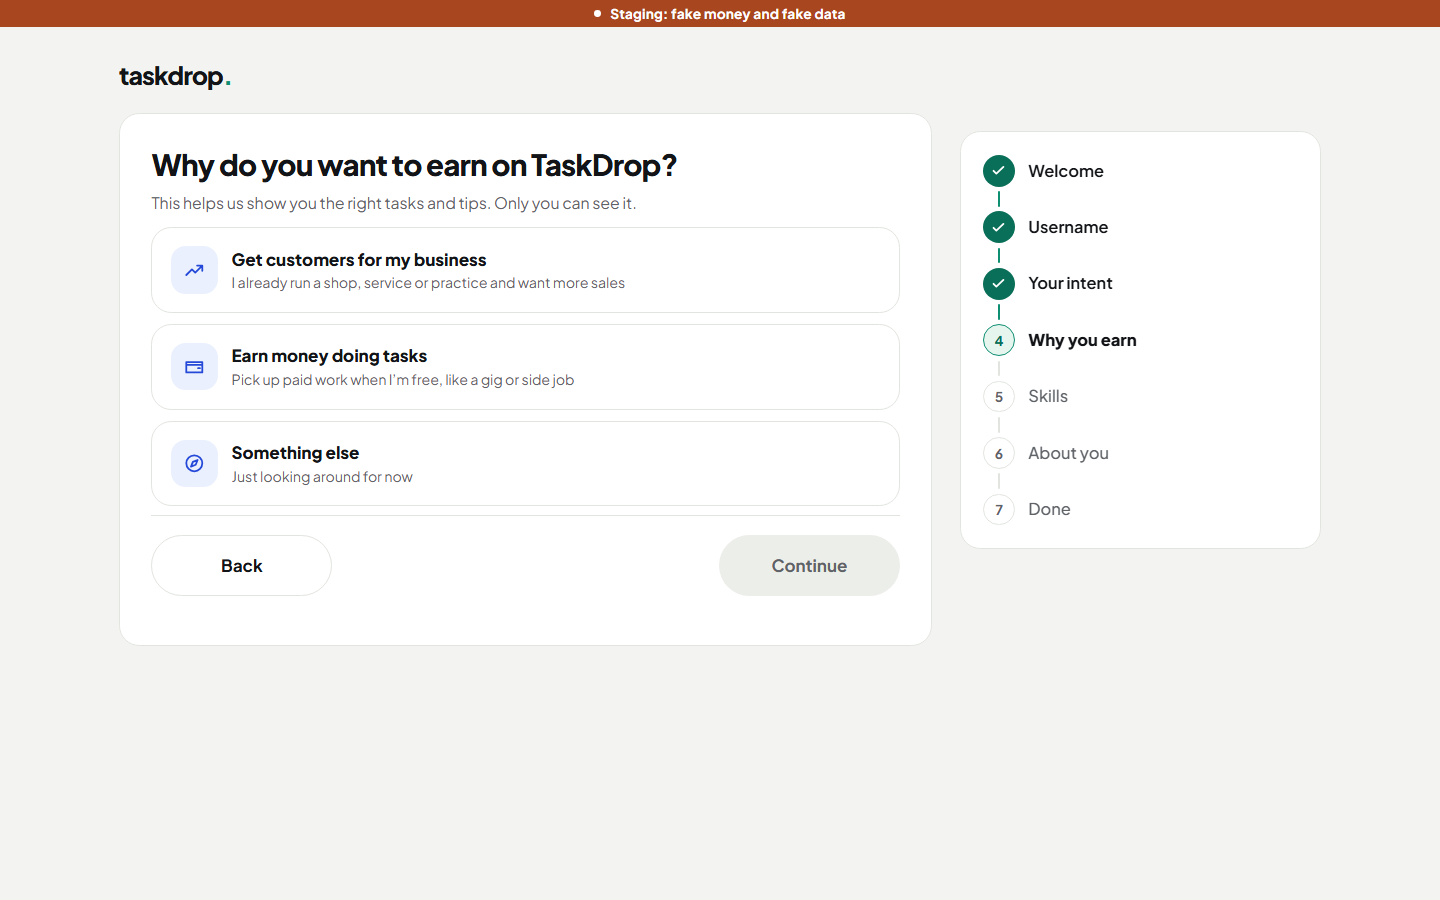 Staging: fake money and fake data
taskdrop.
Why do you want to earn on TaskDrop?
This helps us show you the right tasks and tips. Only you can see it.
Get customers for my business
I already run a shop, service or practice and want more sales
Earn money doing tasks
Pick up paid work when I'm free, like a gig or side job
Something else
Just looking around for now
Back
Continue
Welcome
Username
Your intent
4 Why you earn
5 Skills
6 About you
7 Done